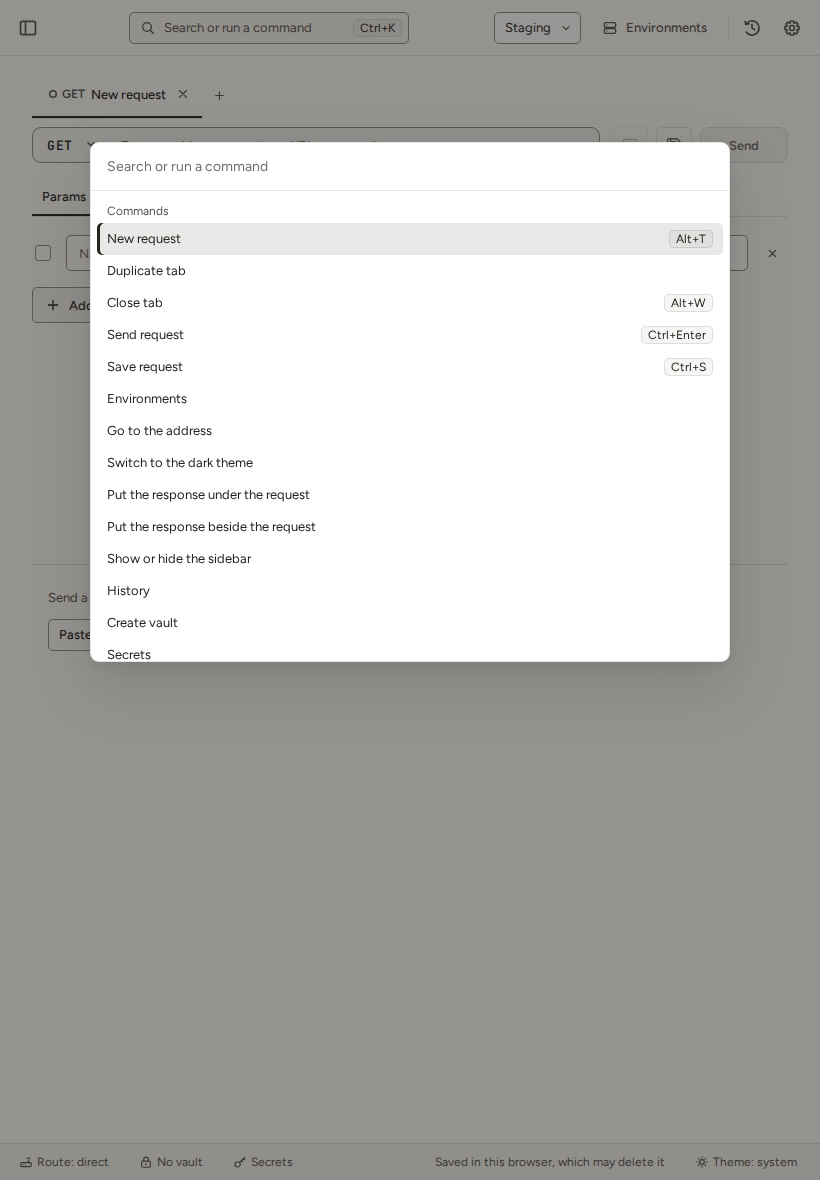 Search or run a command Ctrl+K Staging Environments
GET New request
GET Send
Search or run a command
Params
Commands
New request Alt+T
Duplicate tab
Close tab Alt+W
Send request Ctrl+Enter
Save request Ctrl+S
Environments
Go to the address
Switch to the dark theme
Put the response under the request
Put the response beside the request
Show or hide the sidebar
History
Send a
Create vault
Paste
Secrets
Route: direct No vault Secrets Saved in this browser, which may delete it Theme: system